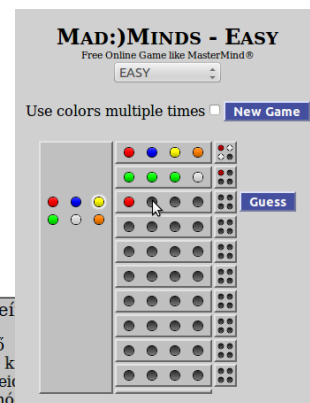 MAD:)MINDS - EASY
Free Online Game like MasterMind®
EASY
Use colors multiple times New Game
Guess